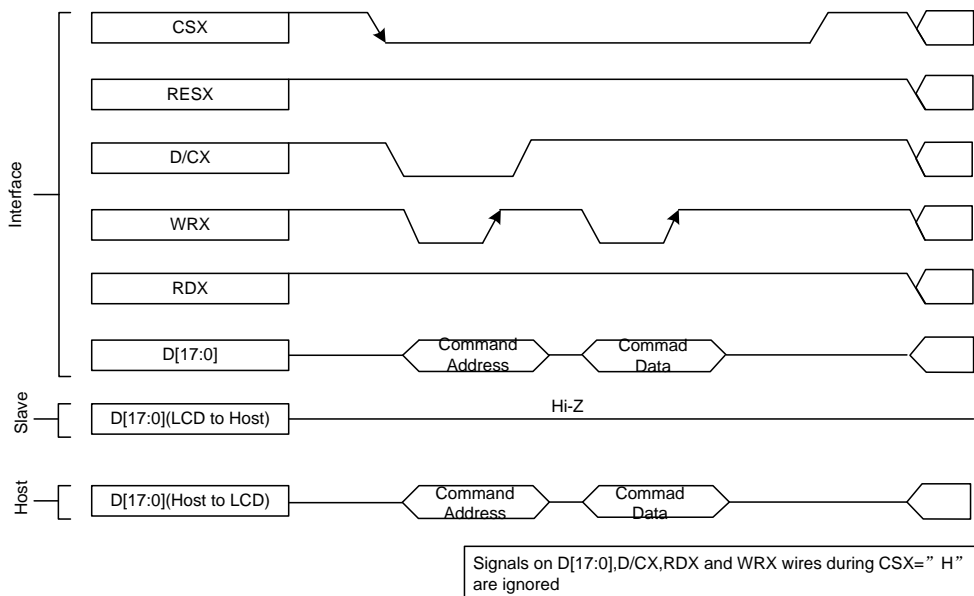 CSX
RESX
D/CX
WRX
RDX
D[17:0]
Command
Address
Commad
Data
Interface
D[17:0](LCD to Host)
Hi-Z
Slave
D[17:0](Host to LCD)
Command
Address
Commad
Data
Host
Signals on D[17:0],D/CX,RDX and WRX wires during CSX=” H”
are ignored